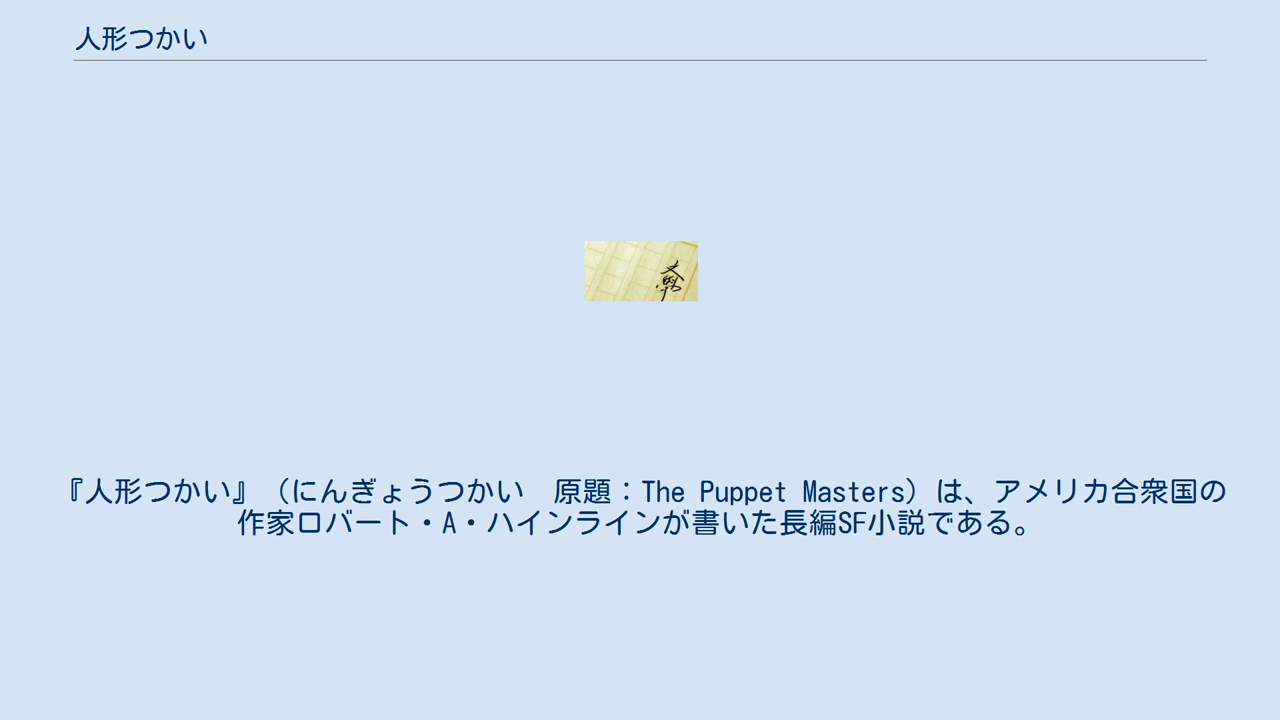 人形つかい
『人形つかい』（にんぎょうつかい　原題：The Puppet Masters）は、アメリカ合衆国の
作家ロバート・A・ハインラインが書いた長編SF小説である。